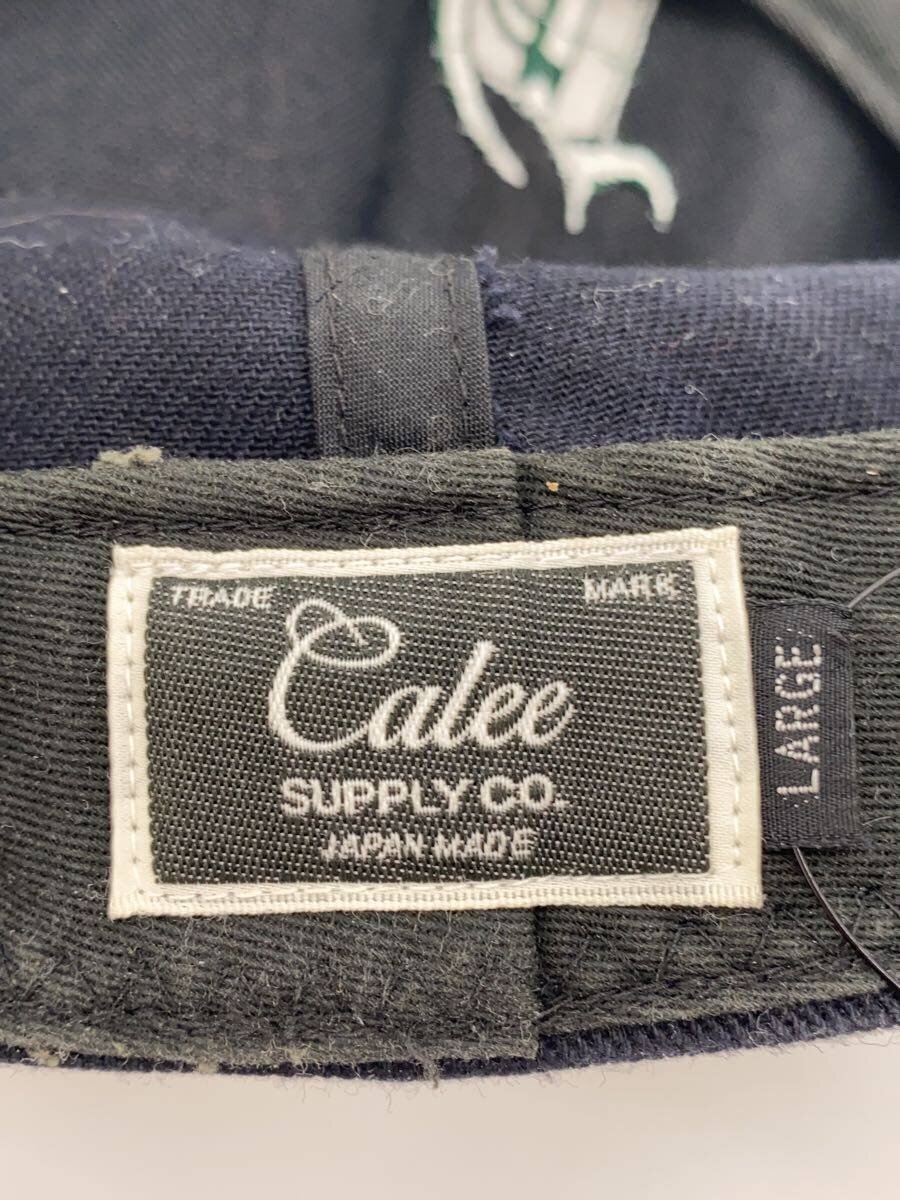 TRADE MARK
Calee
SUPPLY CO.
JAPAN MADE
LARGE